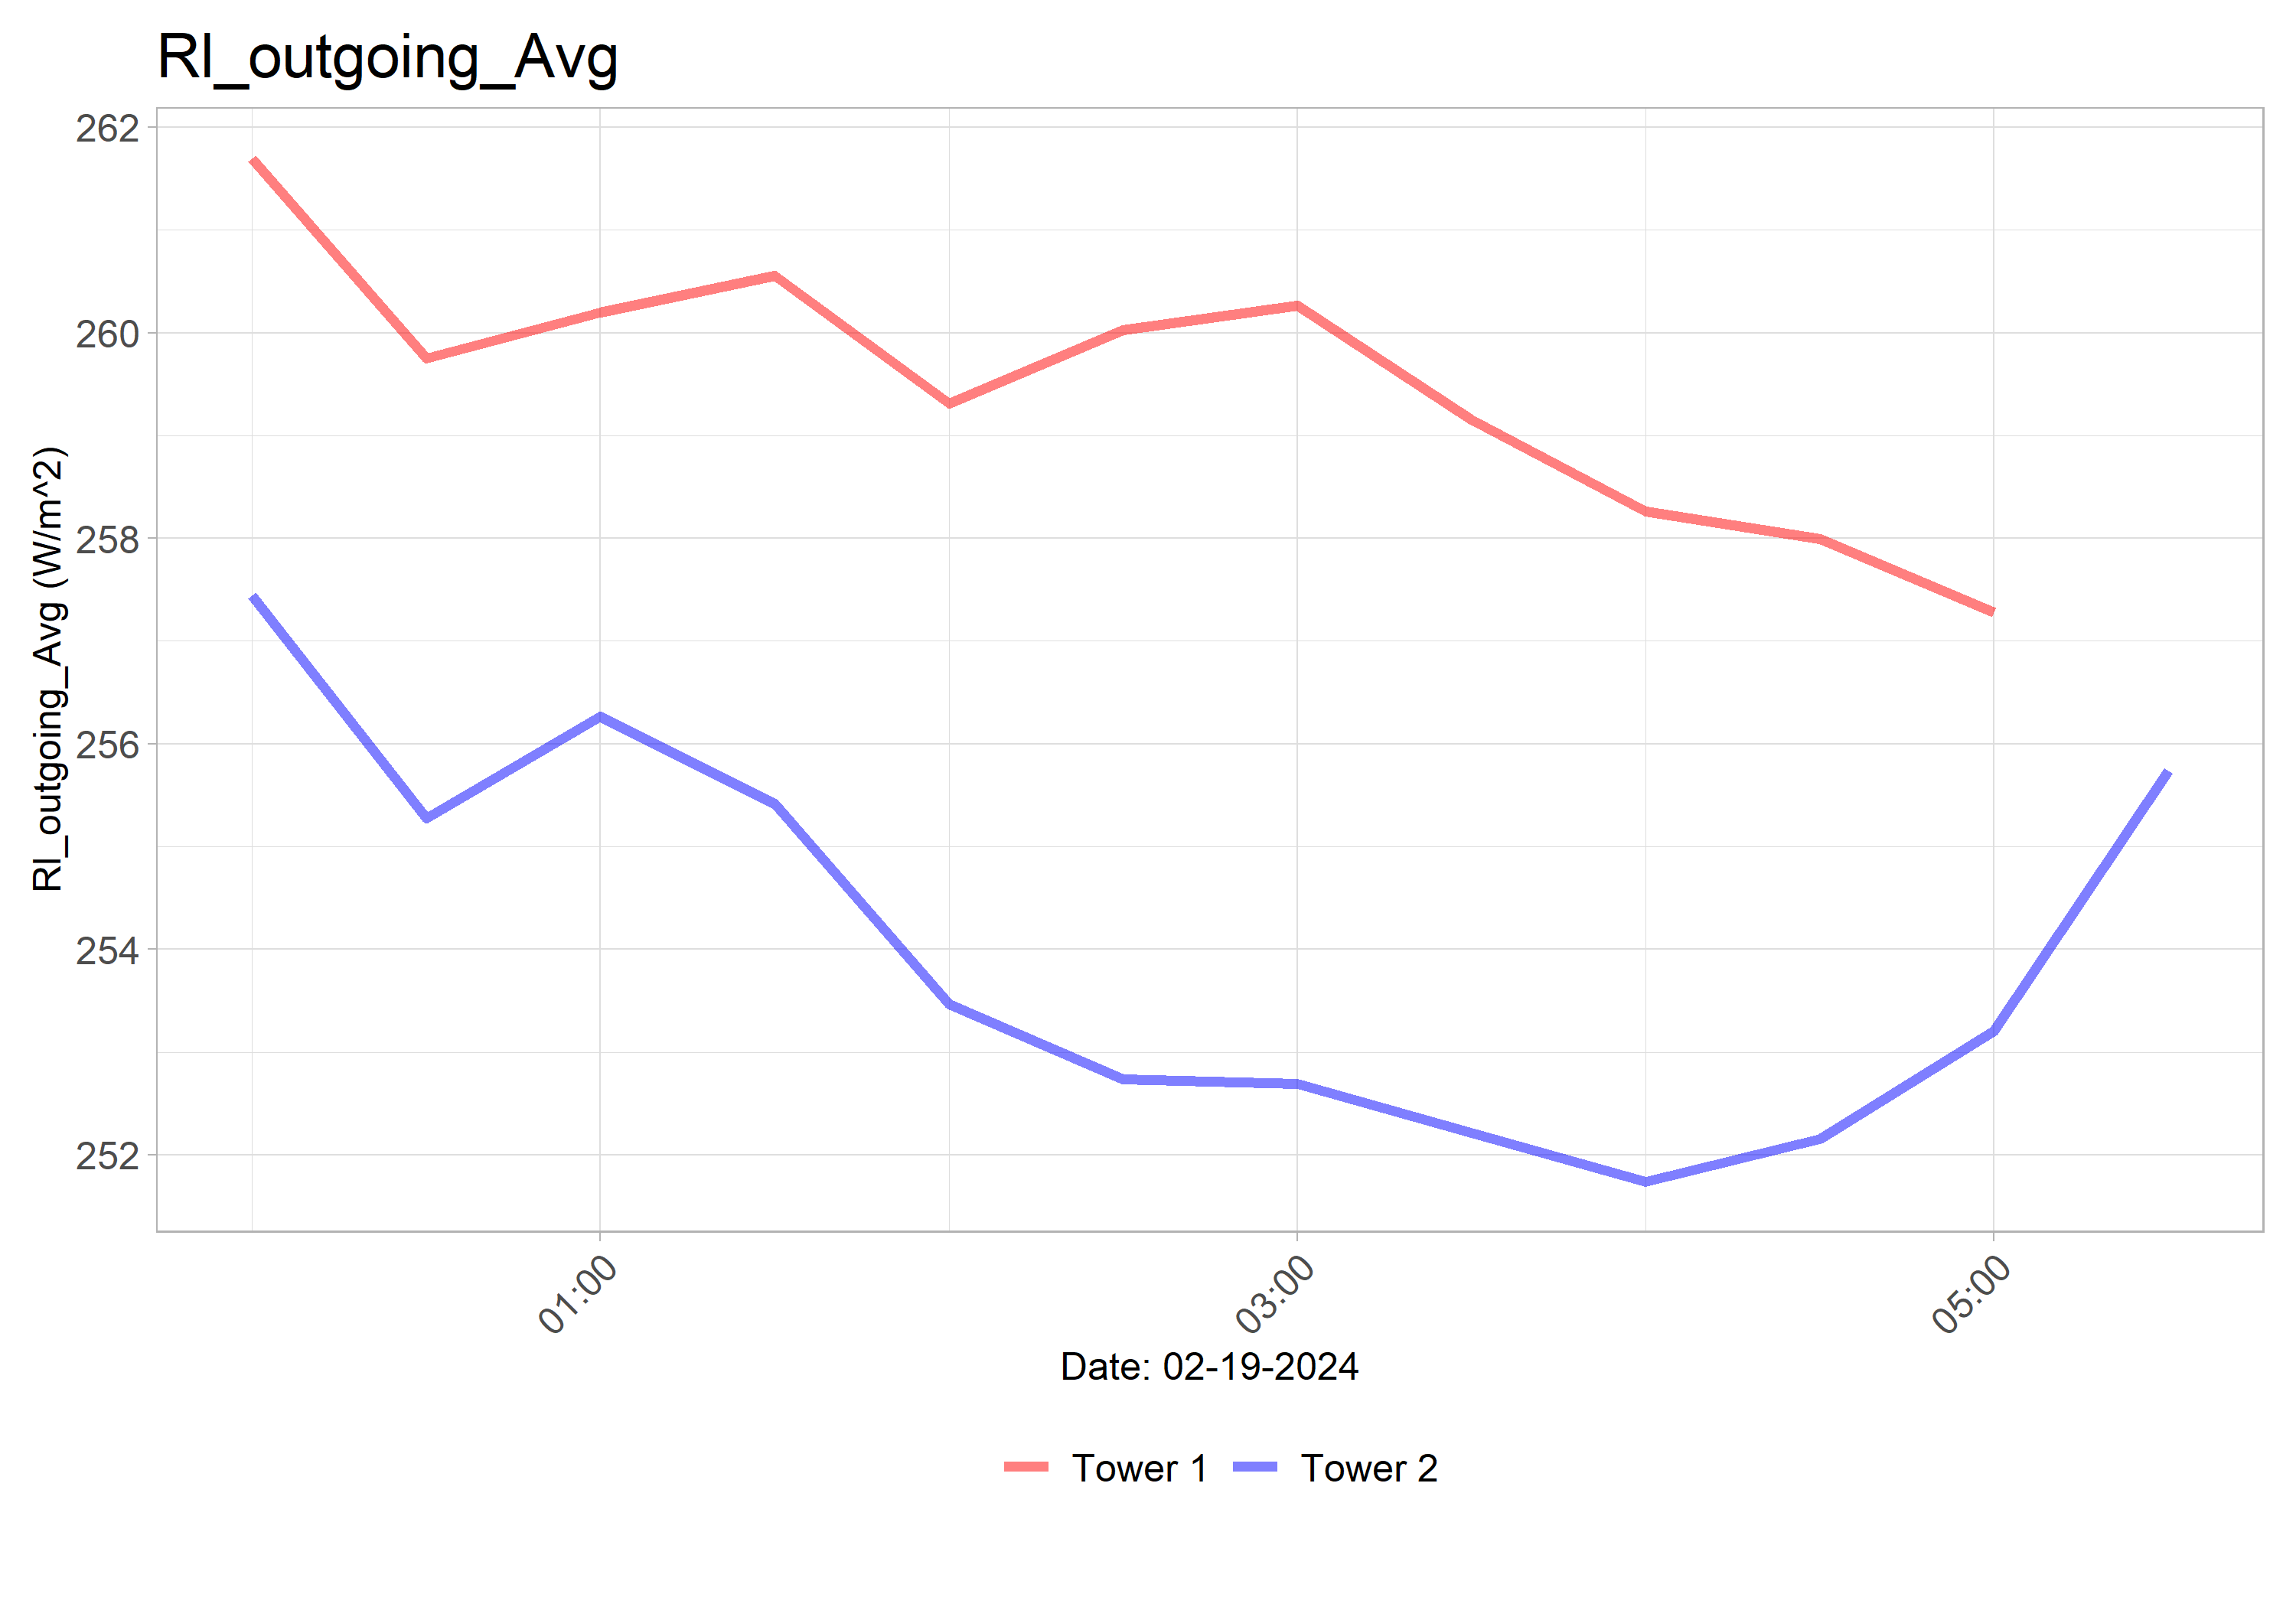 Rl_outgoing_Avg
Rl_outgoing_Avg (W/m^2)
262
260
258
256
254
252
01:00
03:00
05:00
Date: 02-19-2024
Tower 1
Tower 2